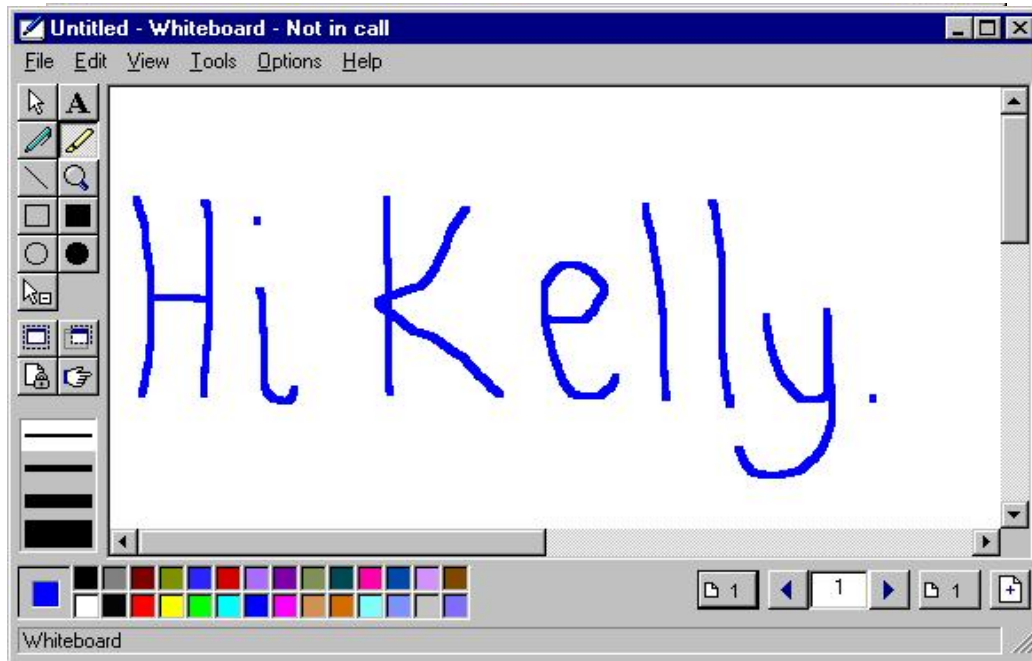 Untitled - Whiteboard - Not in call
File Edit View Tools Options Help
A
Hi Kelly.
1 1 1
Whiteboard